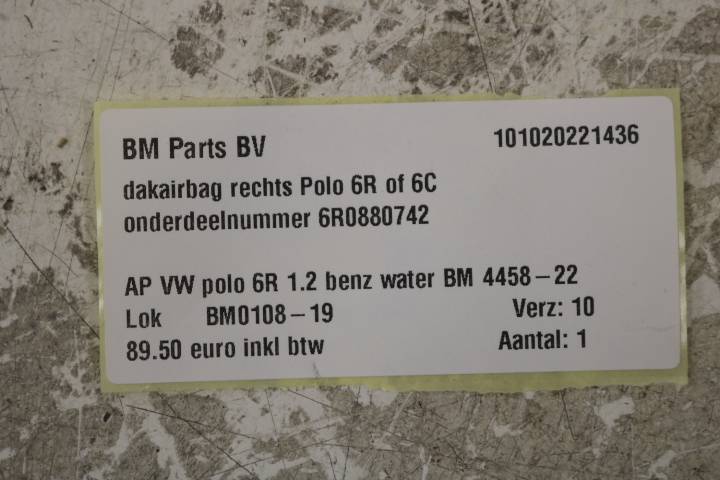 BM Parts BV 101020221436
dakairbag rechts Polo 6R of 6C
onderdeelnummer 6R0880742
AP VW polo 6R 1.2 benz water BM 4458-22
Lok BM0108-19 Verz: 10
89.50 euro inkl btw Aantal: 1